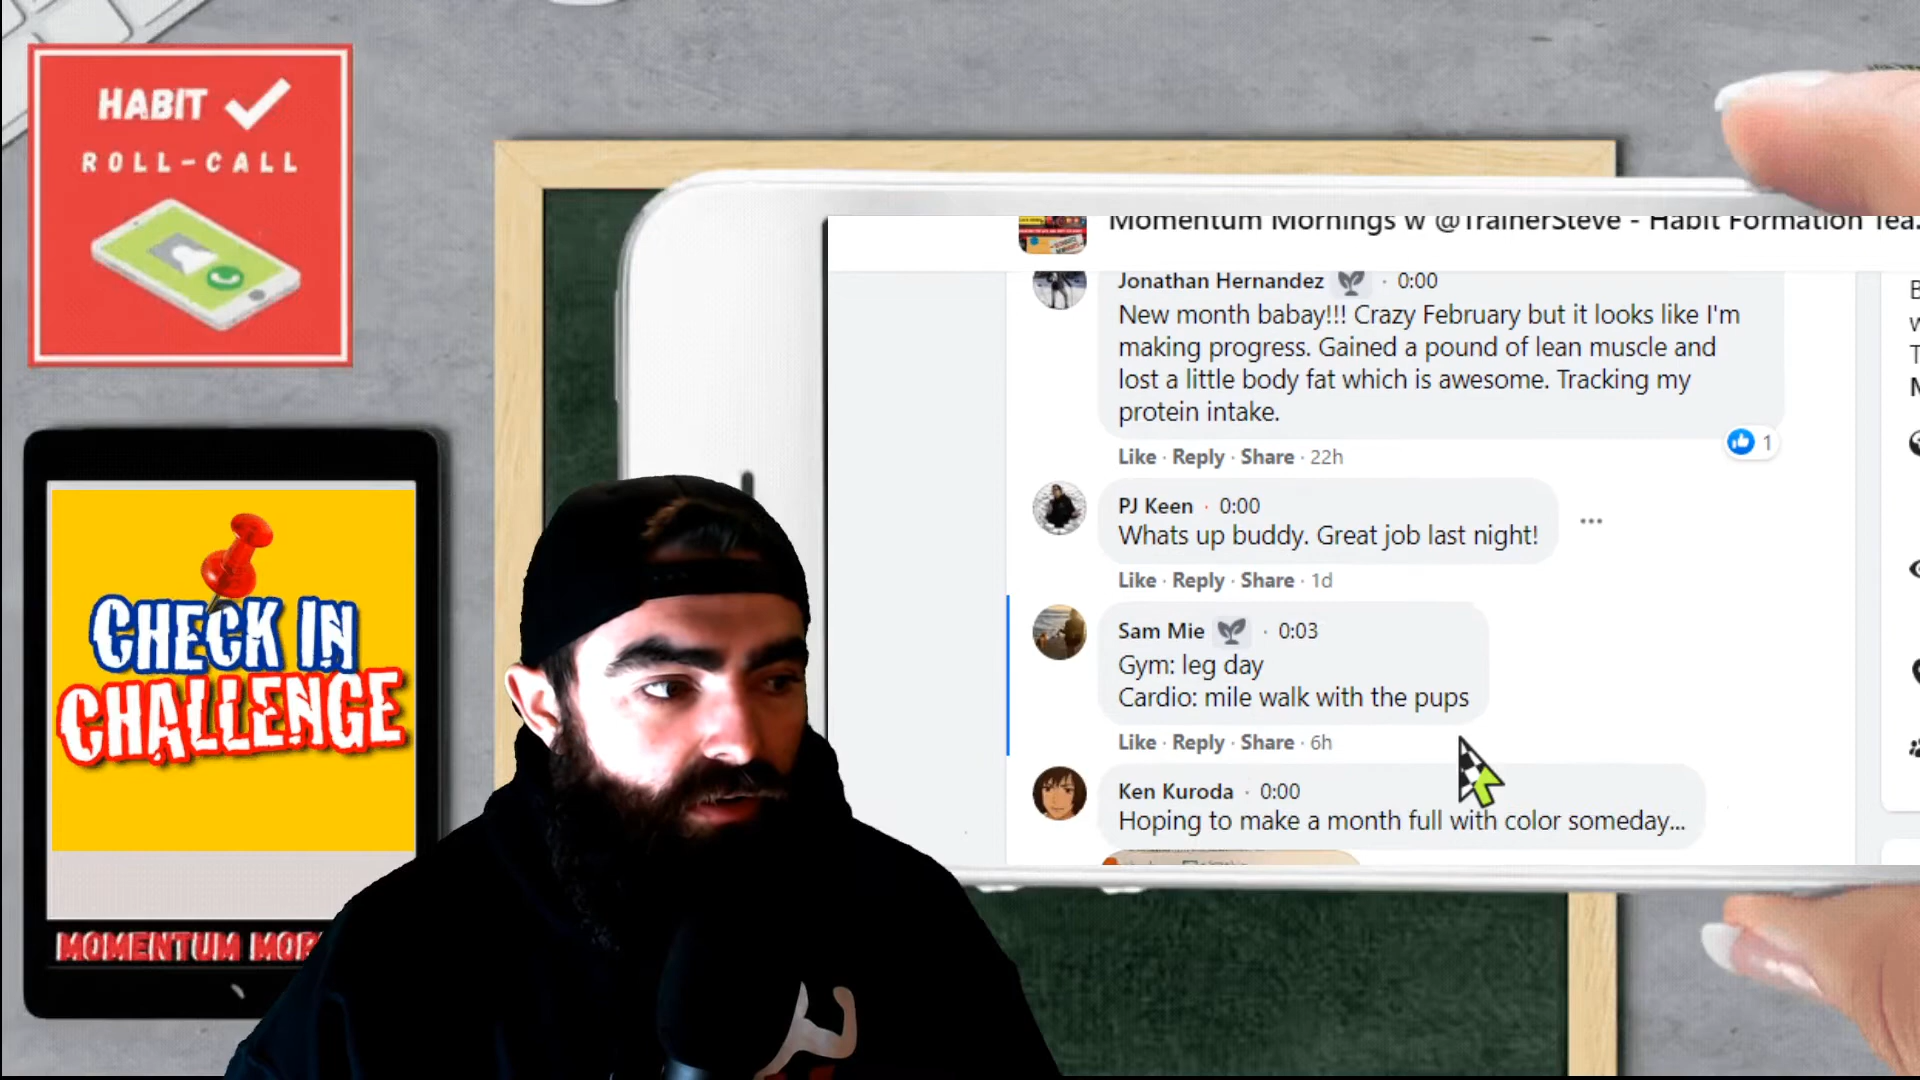 HABIT
ROLL-CALL
CHECK IN
CHALLENGE
MOMENTUM
Momentum Mornings w @TrainerSteve - Habit Formation Tea...
Jonathan Hernandez · 0:00
New month babay!!! Crazy February but it looks like I'm
making progress. Gained a pound of lean muscle and
lost a little body fat which is awesome. Tracking my
protein intake.
1
Like · Reply · Share · 22h
PJ Keen · 0:00
Whats up buddy. Great job last night!
Like · Reply · Share · 1d
Sam Mie · 0:03
Gym: leg day
Cardio: mile walk with the pups
Like · Reply · Share · 6h
Ken Kuroda · 0:00
Hoping to make a month full with color someday...